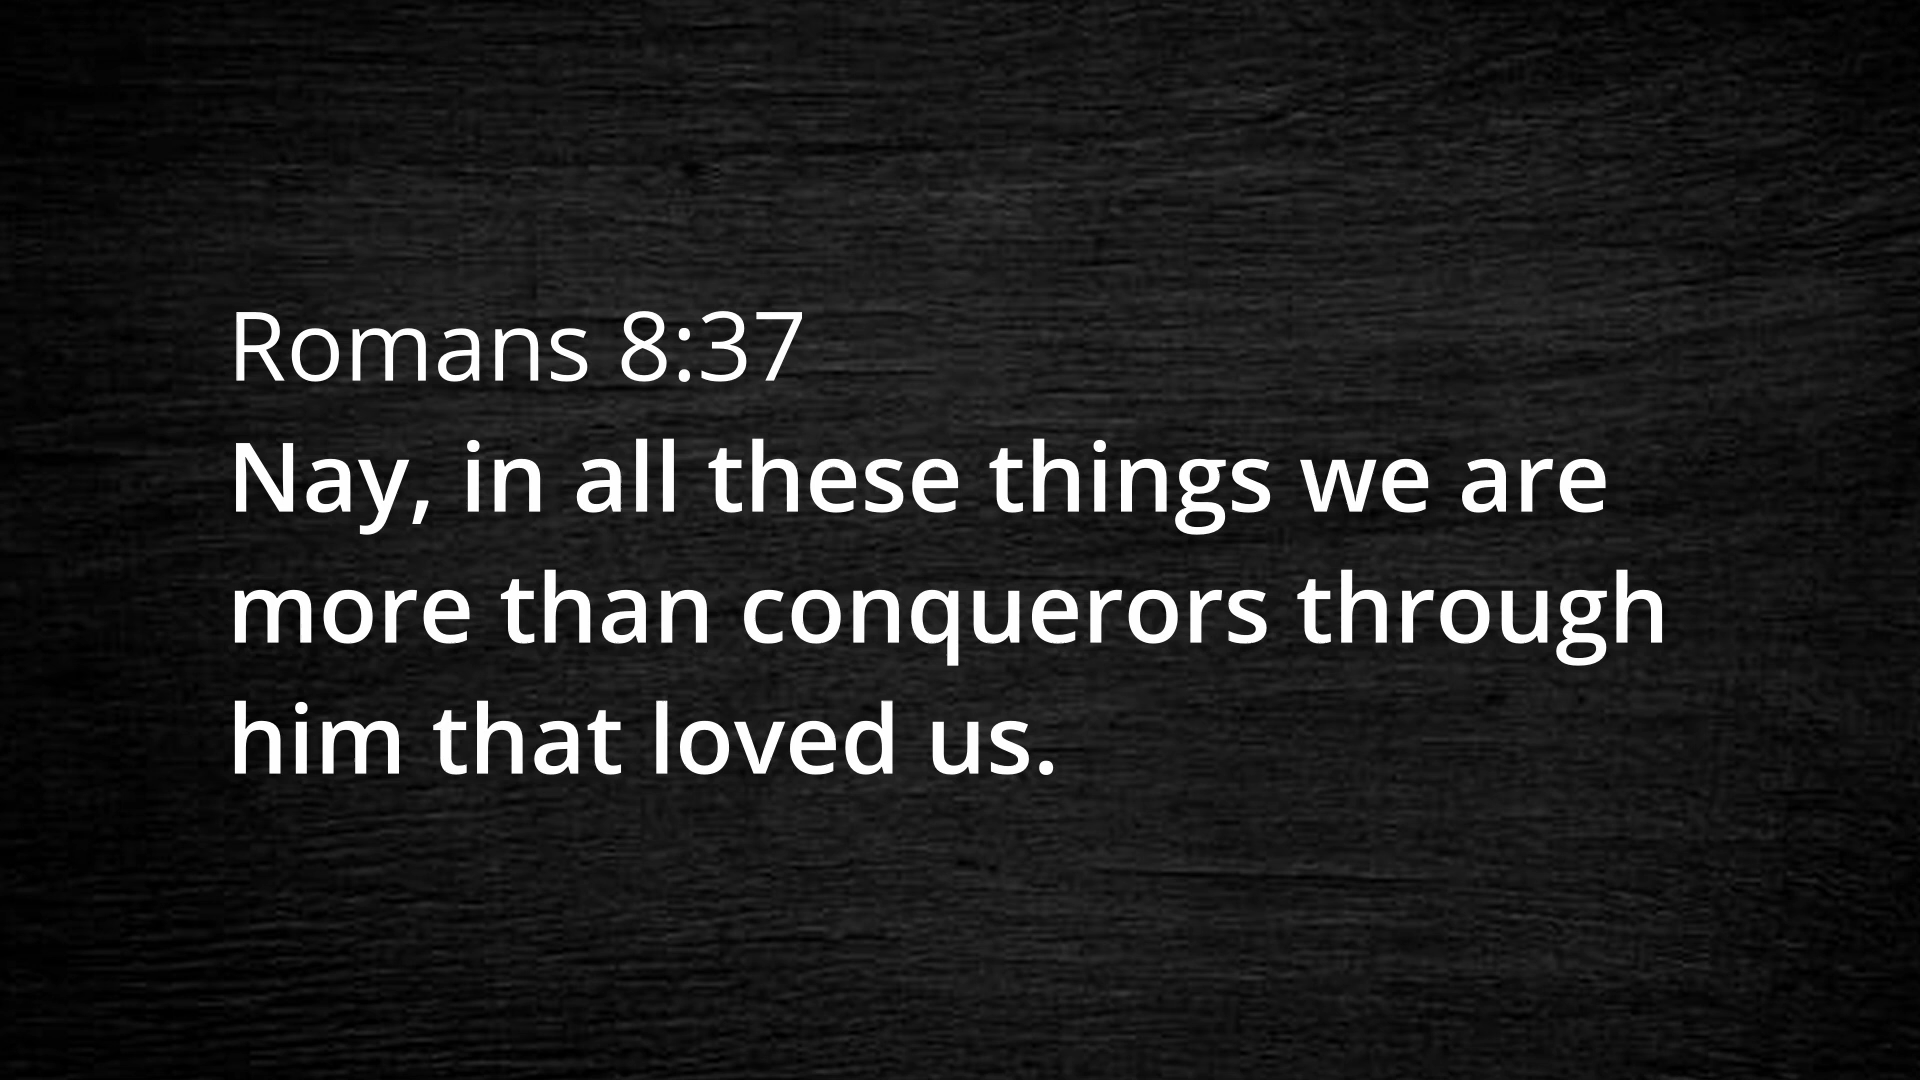 Romans 8:37
Nay, in all these things we are
more than conquerors through
him that loved us.